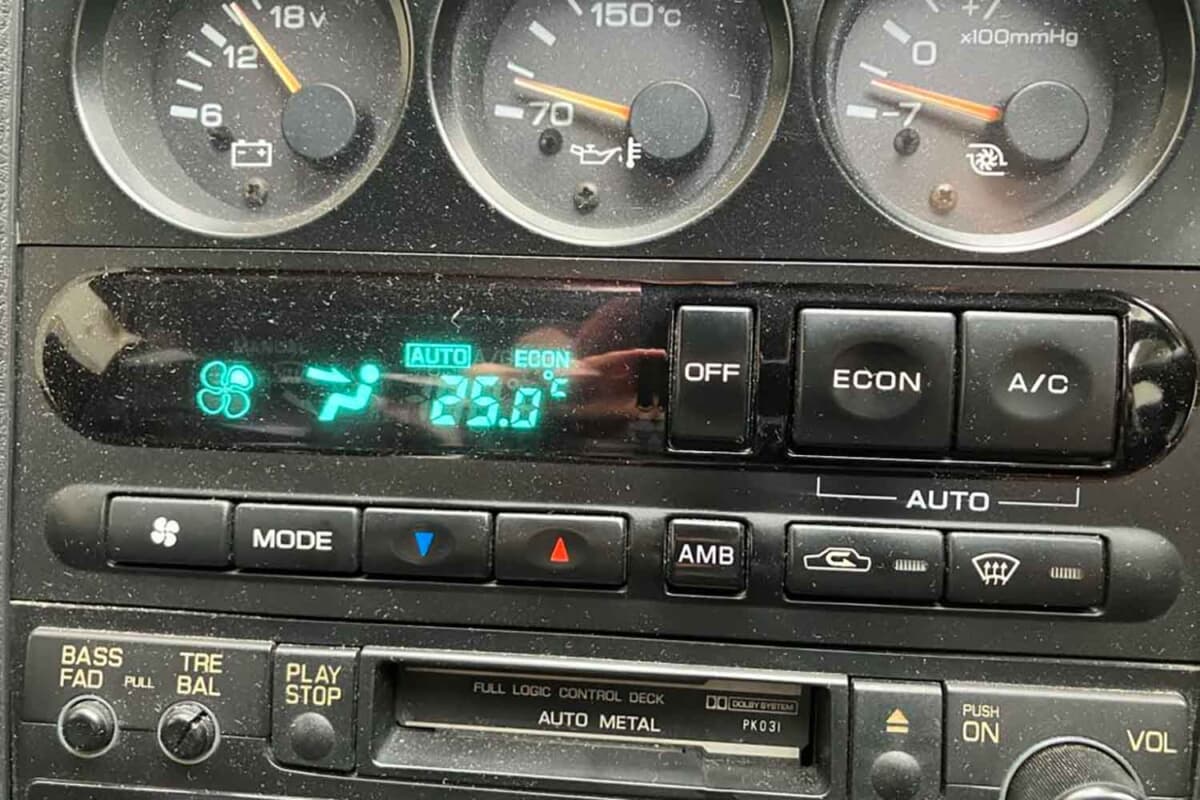 18V
12
6
150°C
70
+7
x100mmHg
0
-7
AUTO A/C ECON
25.0°C
OFF
ECON
A/C
AUTO
MODE
AMB
BASS
FAD
PULL
TRE
BAL
PLAY
STOP
FULL LOGIC CONTROL DECK
DOLBY SYSTEM
AUTO METAL
PK031
PUSH
ON
VOL